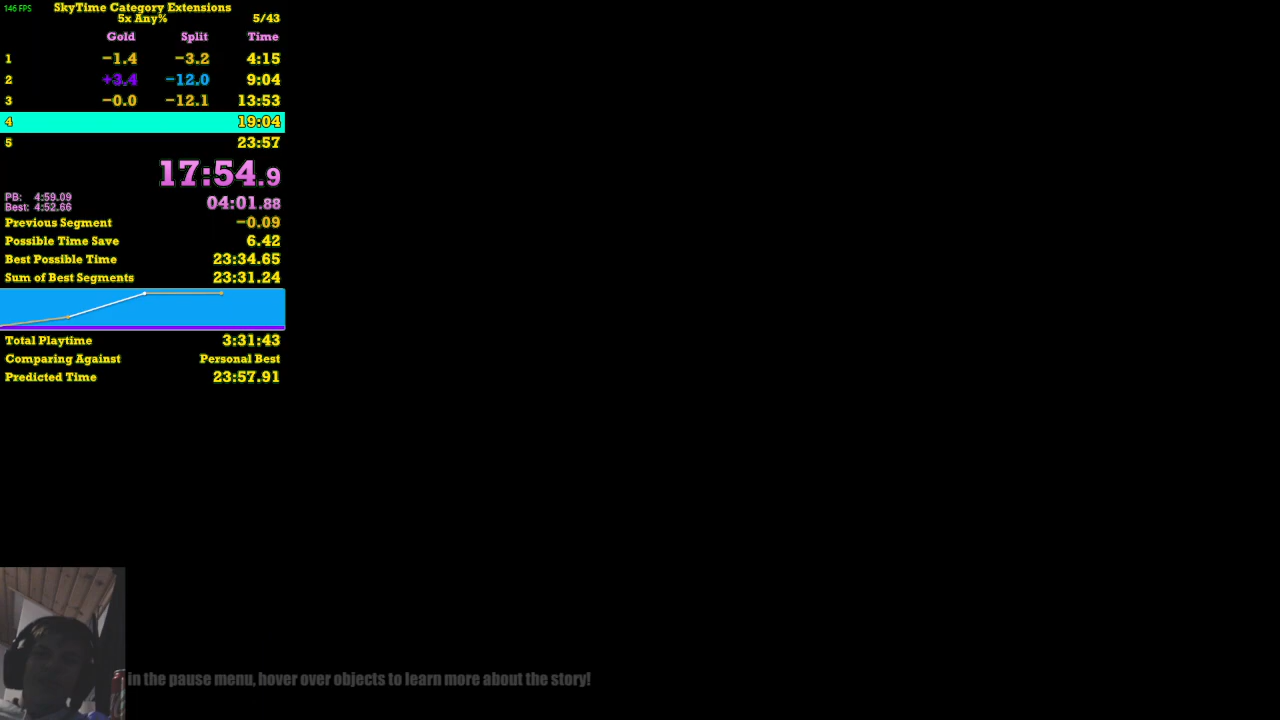 146 FPS
SkyTime Category Extensions
5x Any% 5/43
Gold Split Time
1 −1.4 −3.2 4:15
2 +3.4 −12.0 9:04
3 −0.0 −12.1 13:53
4 19:04
5 23:57
17:54.9
PB: 4:59.09
Best: 4:52.66
04:01.88
Previous Segment −0.09
Possible Time Save 6.42
Best Possible Time 23:34.65
Sum of Best Segments 23:31.24
Total Playtime 3:31:43
Comparing Against Personal Best
Predicted Time 23:57.91
in the pause menu, hover over objects to learn more about the story!